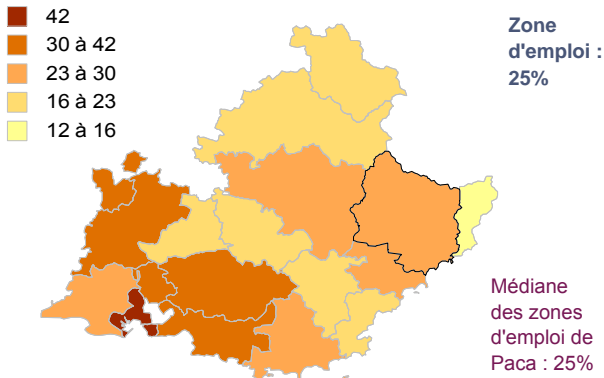 42
30 à 42
23 à 30
16 à 23
12 à 16
Zone
d'emploi :
25%
Médiane
des zones
d'emploi de
Paca : 25%